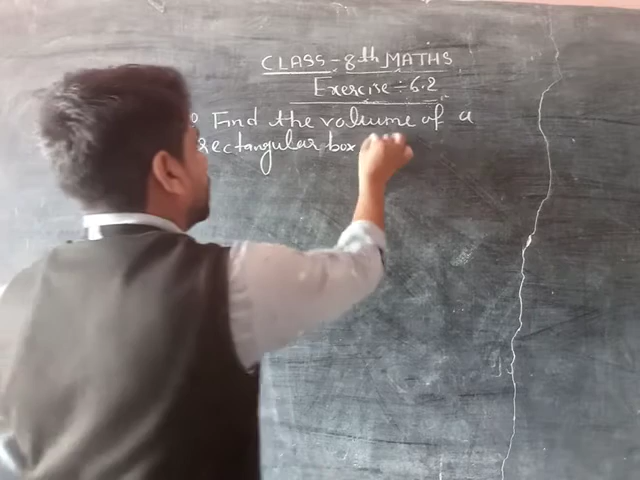 CLASS - 8th MATHS
Exercise ÷ 6.2
Find the volume of a
rectangular box